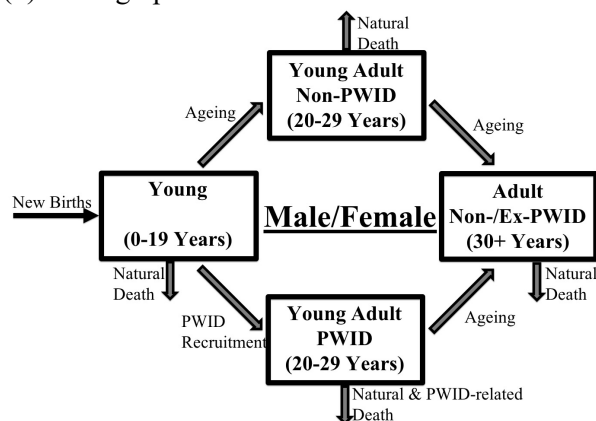 Natural
Death
Young Adult
Non-PWID
(20-29 Years)
Ageing
Ageing
New Births
Young
(0-19 Years)
Male/Female
Adult
Non-/Ex-PWID
(30+ Years)
Natural
Death
Natural
Death
PWID
Recruitment
Young Adult
PWID
(20-29 Years)
Ageing
Natural & PWID-related
Death